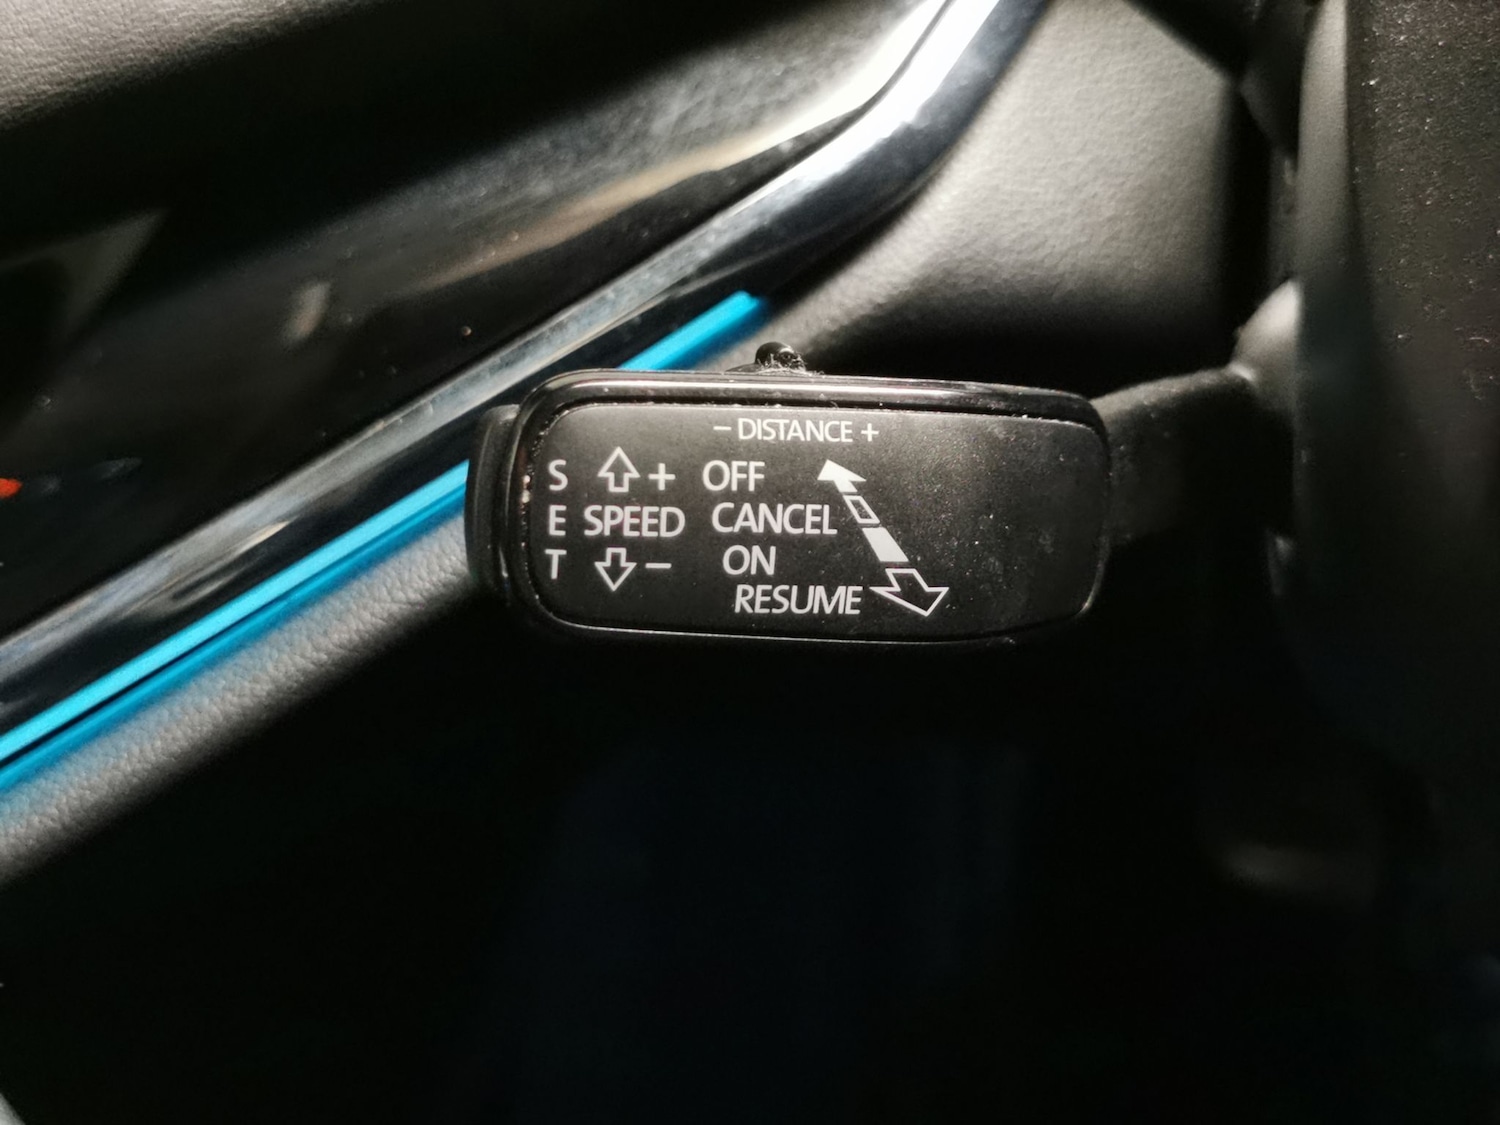 − DISTANCE +
S + OFF
E SPEED CANCEL
T − ON
RESUME